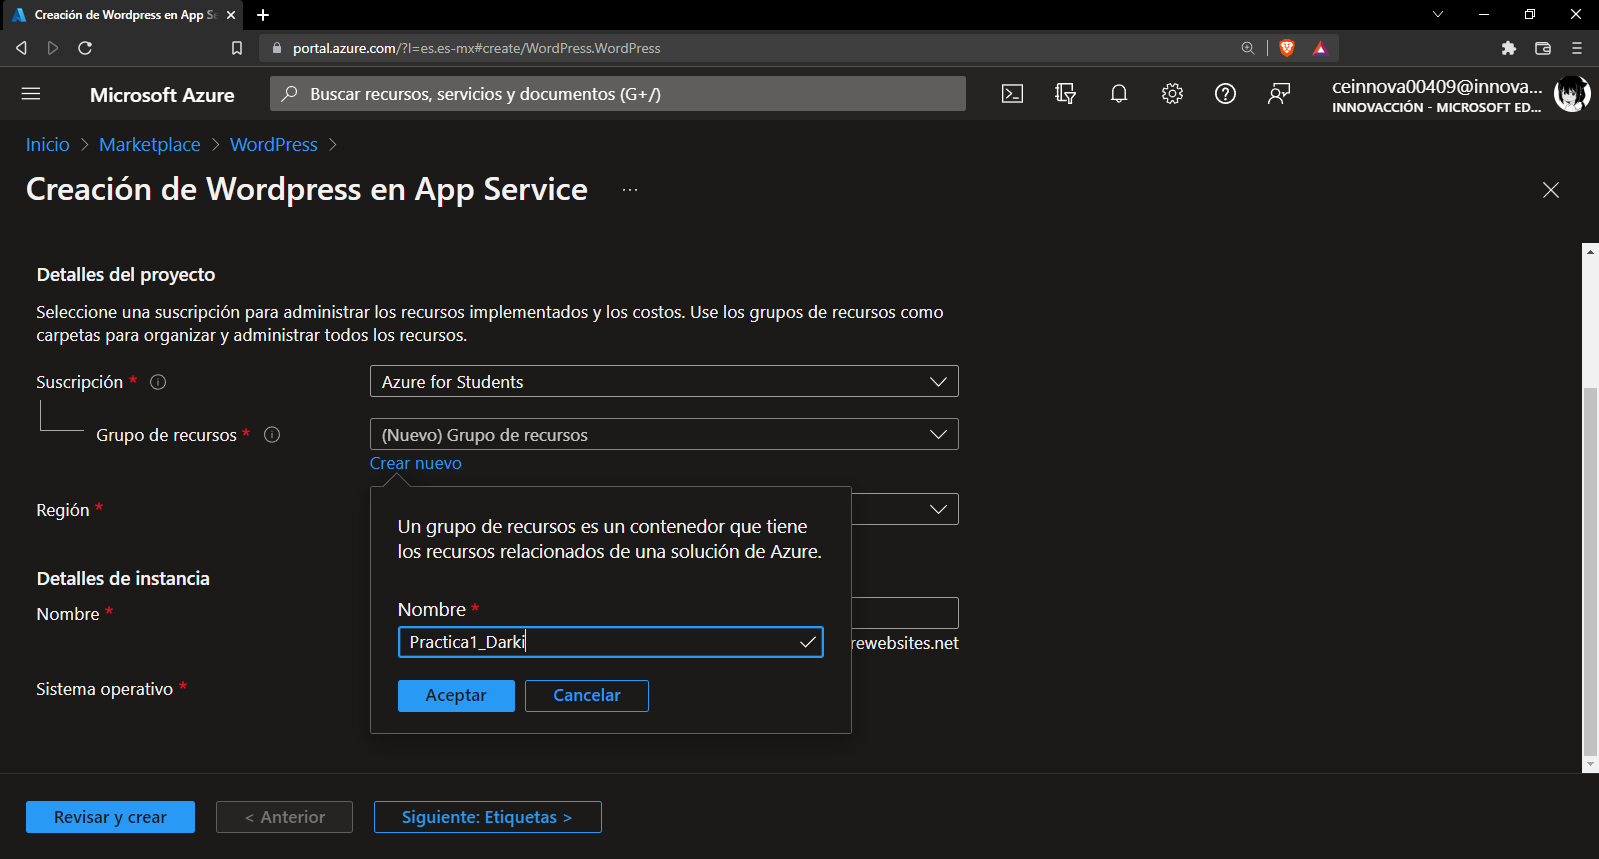 Creación de Wordpress en App Se
portal.azure.com/?l=es.es-mx#create/WordPress.WordPress
Microsoft Azure
Buscar recursos, servicios y documentos (G+/)
ceinnova00409@innova...
INNOVACCIÓN - MICROSOFT ED...
Inicio > Marketplace > WordPress >
Creación de Wordpress en App Service ...
Detalles del proyecto
Seleccione una suscripción para administrar los recursos implementados y los costos. Use los grupos de recursos como
carpetas para organizar y administrar todos los recursos.
Suscripción *
Azure for Students
Grupo de recursos *
(Nuevo) Grupo de recursos
Crear nuevo
Región *
Un grupo de recursos es un contenedor que tiene
los recursos relacionados de una solución de Azure.
Detalles de instancia
Nombre *
Nombre *
Practica1_Darki
rewebsites.net
Sistema operativo *
Aceptar
Cancelar
Revisar y crear
< Anterior
Siguiente: Etiquetas >